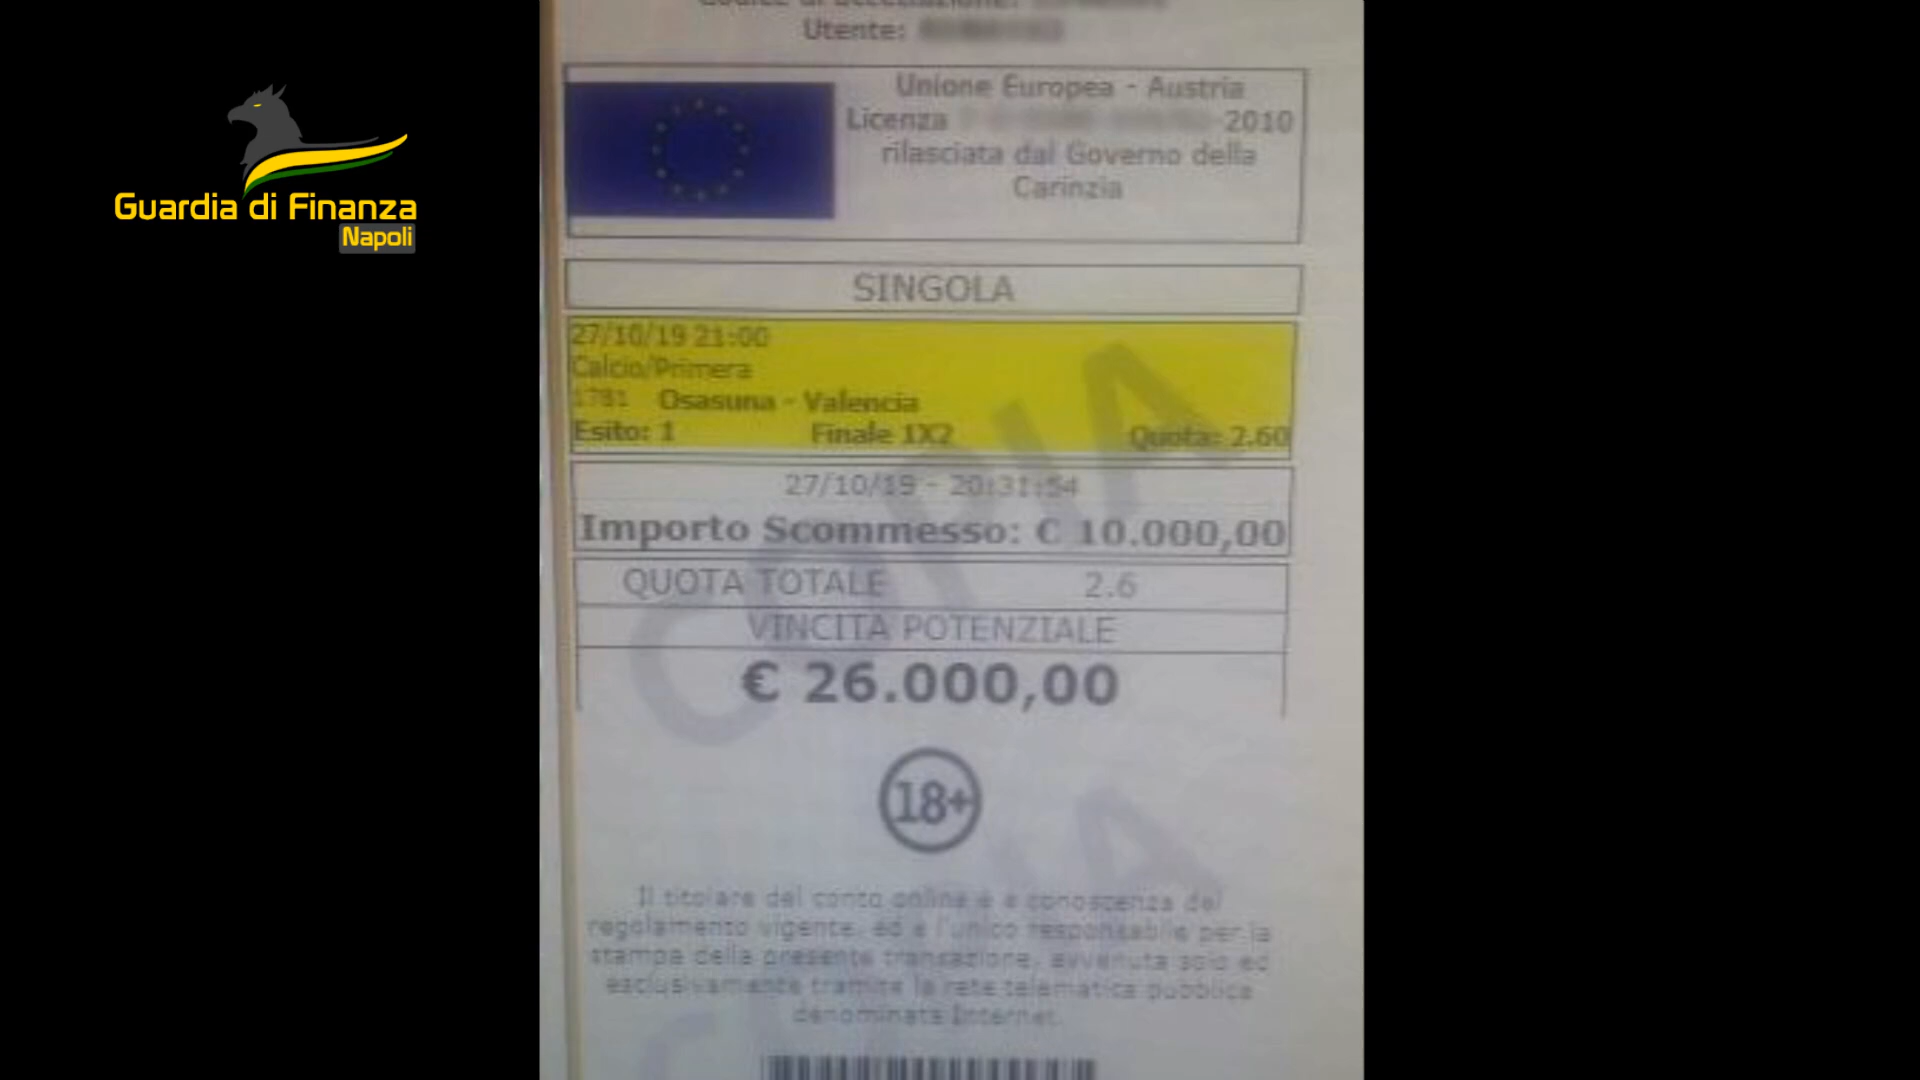 Guardia di Finanza
Napoli
Utente:
Unione Europea - Austria
Licenza 2010
rilasciata dal Governo della
Carinzia
SINGOLA
27/10/19 21:00
Calcio/Primera
1781 Osasuna - Valencia
Esito: 1 Finale 1X2 Quota: 2.60
27/10/19 - 20:31:54
Importo Scommesso: € 10.000,00
QUOTA TOTALE 2.6
VINCITA POTENZIALE
€ 26.000,00
18+
Il titolare del conto online è a conoscenza del
regolamento vigente, ed è l'unico responsabile per la
stampa della presente transazione, avvenuta solo ed
esclusivamente tramite la rete telematica pubblica
denominata Internet.
COPIA